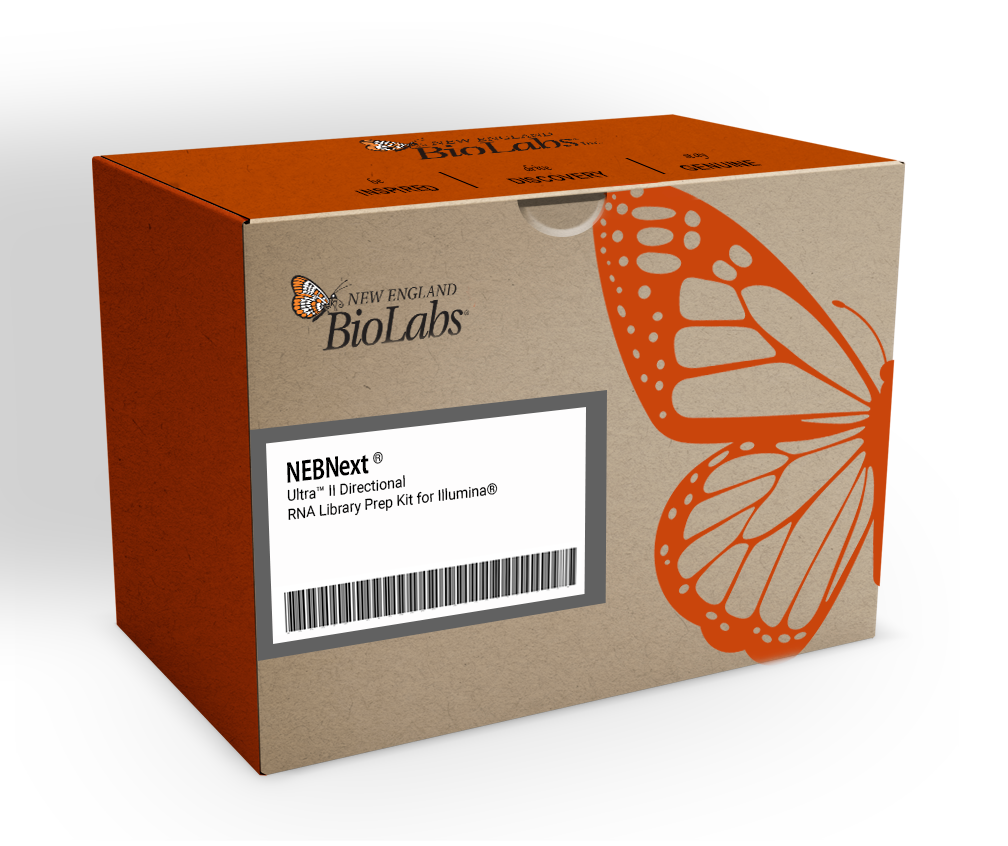 NEW ENGLAND
BioLabs Inc.
be INSPIRED
drive DISCOVERY
stay GENUINE
NEW ENGLAND
BioLabs®
NEBNext ®
Ultra™ II Directional
RNA Library Prep Kit for Illumina®